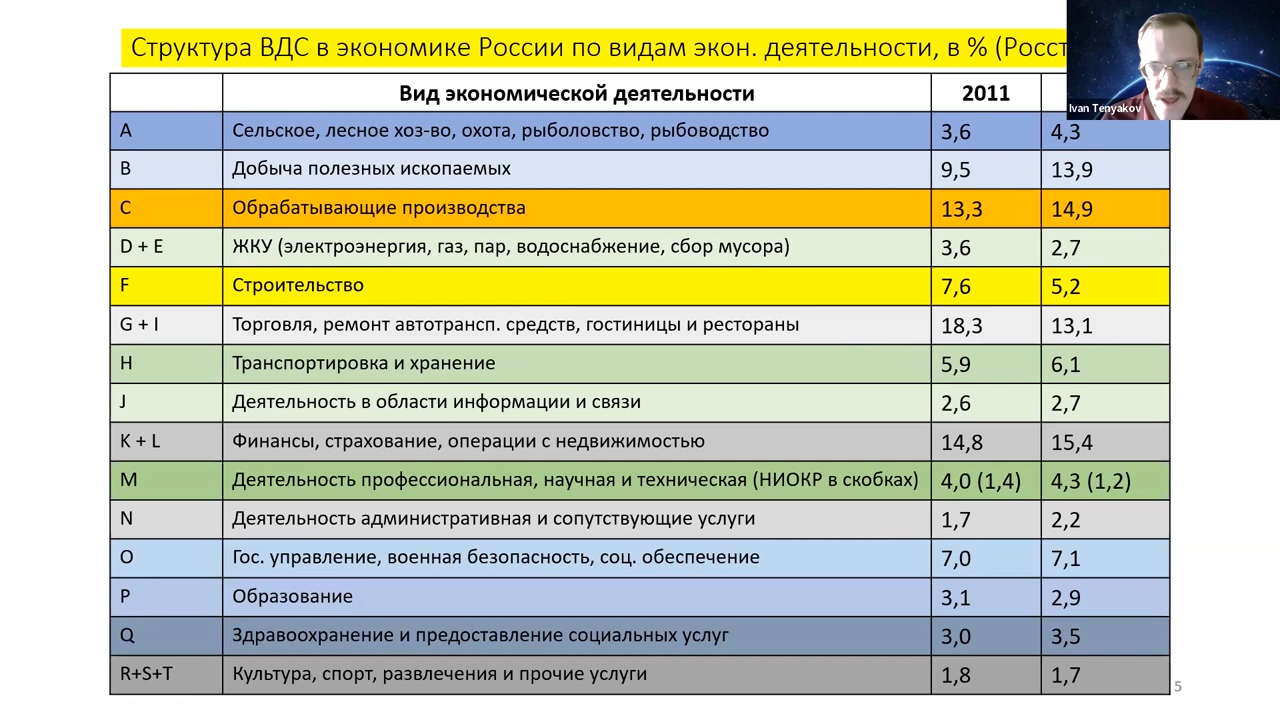 Структура ВДС в экономике России по видам экон. деятельности, в %
Ivan Tenyakov
Вид экономической деятельности 2011
A Сельское, лесное хоз-во, охота, рыболовство, рыбоводство 3,6 4,3
B Добыча полезных ископаемых 9,5 13,9
C Обрабатывающие производства 13,3 14,9
D + E ЖКУ (электроэнергия, газ, пар, водоснабжение, сбор мусора) 3,6 2,7
F Строительство 7,6 5,2
G + I Торговля, ремонт автотрансп. средств, гостиницы и рестораны 18,3 13,1
H Транспортировка и хранение 5,9 6,1
J Деятельность в области информации и связи 2,6 2,7
K + L Финансы, страхование, операции с недвижимостью 14,8 15,4
M Деятельность профессиональная, научная и техническая (НИОКР в скобках) 4,0 (1,4) 4,3 (1,2)
N Деятельность административная и сопутствующие услуги 1,7 2,2
O Гос. управление, военная безопасность, соц. обеспечение 7,0 7,1
P Образование 3,1 2,9
Q Здравоохранение и предоставление социальных услуг 3,0 3,5
R+S+T Культура, спорт, развлечения и прочие услуги 1,8 1,7
5